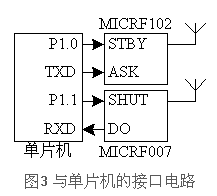 MICRF102
P1.0
STBY
TXD
ASK
P1.1
SHUT
RXD
DO
单片机
MICRF007
图3 与单片机的接口电路